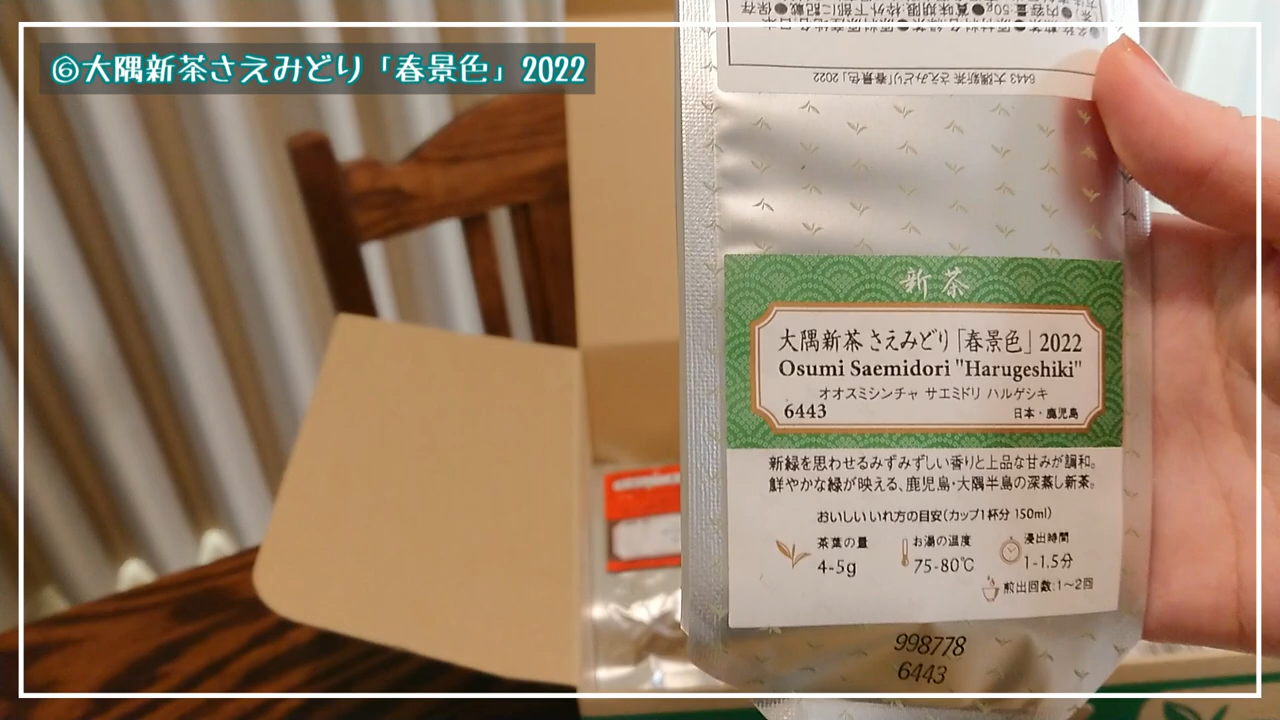 ⑥大隅新茶さえみどり「春景色」2022
6443 大隅新茶 さえみどり「春景色」2022
新茶
大隅新茶 さえみどり「春景色」2022
Osumi Saemidori "Harugeshiki"
オオスミシンチャ サエミドリ ハルゲシキ
6443 日本・鹿児島
新緑を思わせるみずみずしい香りと上品な甘みが調和。
鮮やかな緑が映える、鹿児島・大隅半島の深蒸し新茶。
おいしいいれ方の目安(カップ1杯分 150ml)
茶葉の量 お湯の温度 浸出時間
4-5g 75-80℃ 1-1.5分
煎出回数:1~2回
998778
6443